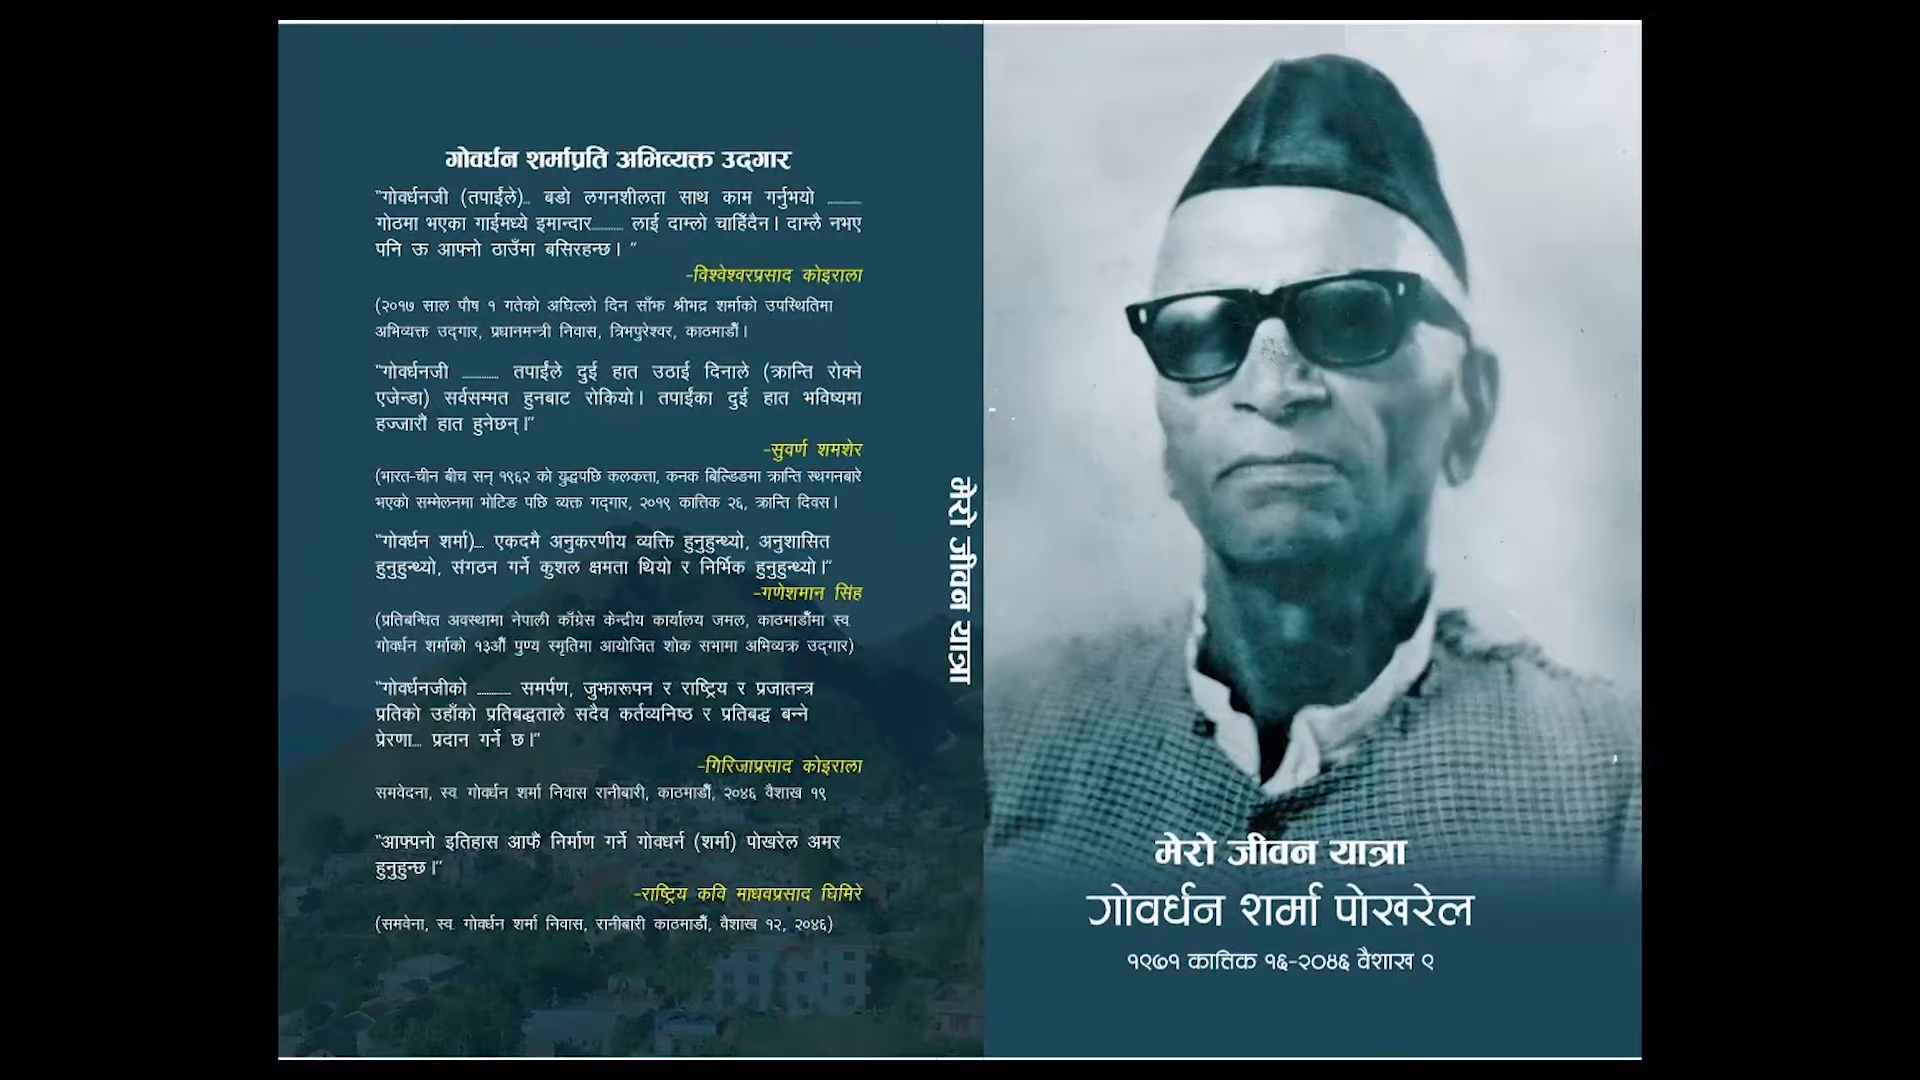 गोवर्धन शर्माप्रति अभिव्यक्त उद्‌गार
"गोवर्धनजी (तपाईंले)... बडो लगनशीलता साथ काम गर्नुभयो ............
गोठमा भएका गाईमध्ये इमान्दार........... लाई दाम्लो चाहिँदैन। दाम्लै नभए
पनि ऊ आफ्नो ठाउँमा बसिरहन्छ। "
-विश्वेश्वरप्रसाद कोइराला
(२०१७ साल पौष १ गतेको अघिल्लो दिन साँझ श्रीभद्र शर्माको उपस्थितिमा
अभिव्यक्त उद्‌गार, प्रधानमन्त्री निवास, त्रिभपुरेश्वर, काठमाडौँ।
"गोवर्धनजी ............. तपाईंले दुई हात उठाई दिनाले (क्रान्ति रोक्ने
एजेन्डा) सर्वसम्मत हुनबाट रोकियो। तपाईंका दुई हात भविष्यमा
हज्जारौं हात हुनेछन्।"
-सुवर्ण शमशेर
(भारत-चीन बीच सन् १९६२ को युद्धपछि कलकत्ता, कनक बिल्डिङमा क्रान्ति स्थगनबारे
भएको सम्मेलनमा भोटिङ पछि व्यक्त गद्‌गार, २०१९ कात्तिक २६, क्रान्ति दिवस।
"गोवर्धन शर्मा)... एकदमै अनुकरणीय व्यक्ति हुनुहुन्थ्यो, अनुशासित
हुनुहुन्थ्यो, संगठन गर्ने कुशल क्षमता थियो र निर्भिक हुनुहुन्थ्यो।"
-गणेशमान सिंह
(प्रतिबन्धित अवस्थामा नेपाली काँग्रेस केन्द्रीय कार्यालय जमल, काठमाडौँमा स्व.
गोवर्धन शर्माको १३औँ पुण्य स्मृतिमा आयोजित शोक सभामा अभिव्यक्र उद्‌गार)
"गोवर्धनजीको ............ समर्पण, जुझारूपन र राष्ट्रिय र प्रजातन्त्र
प्रतिको उहाँको प्रतिबद्धताले सदैव कर्तव्यनिष्ठ र प्रतिबद्ध बन्ने
प्रेरणा.... प्रदान गर्ने छ।"
-गिरिजाप्रसाद कोइराला
समवेदना, स्व. गोवर्धन शर्मा निवास रानीबारी, काठमाडौँ, २०४६ वैशाख १९
"आफ्पनो इतिहास आफैं निर्माण गर्ने गोवधर्न (शर्मा) पोखरेल अमर
हुनुहुन्छ।"
-राष्ट्रिय कवि माधवप्रसाद घिमिरे
(समवेना, स्व. गोवर्धन शर्मा निवास, रानीबारी काठमाडौँ, वैशाख १२, २०४६)
मेरो जीवन यात्रा
मेरो जीवन यात्रा
गोवर्धन शर्मा पोखरेल
१९७१ कात्तिक १६-२०४६ वैशाख ९